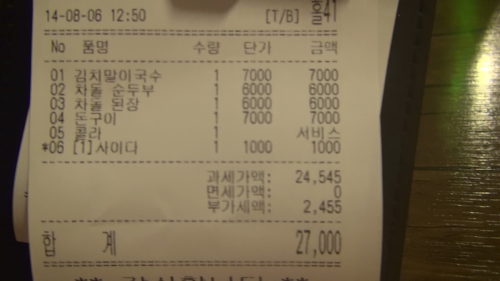 14-08-06 12:50 [T/B] 홀41
No 품명 수량 단가 금액
01 김치말이국수 1 7000 7000
02 차돌 순두부 1 6000 6000
03 차돌 된장 1 6000 6000
04 돈구이 1 7000 7000
05 콜라 1 서비스
*06 [1]사이다 1 1000 1000
과세가액: 24,545
면세가액: 0
부가세액: 2,455
합 계 27,000